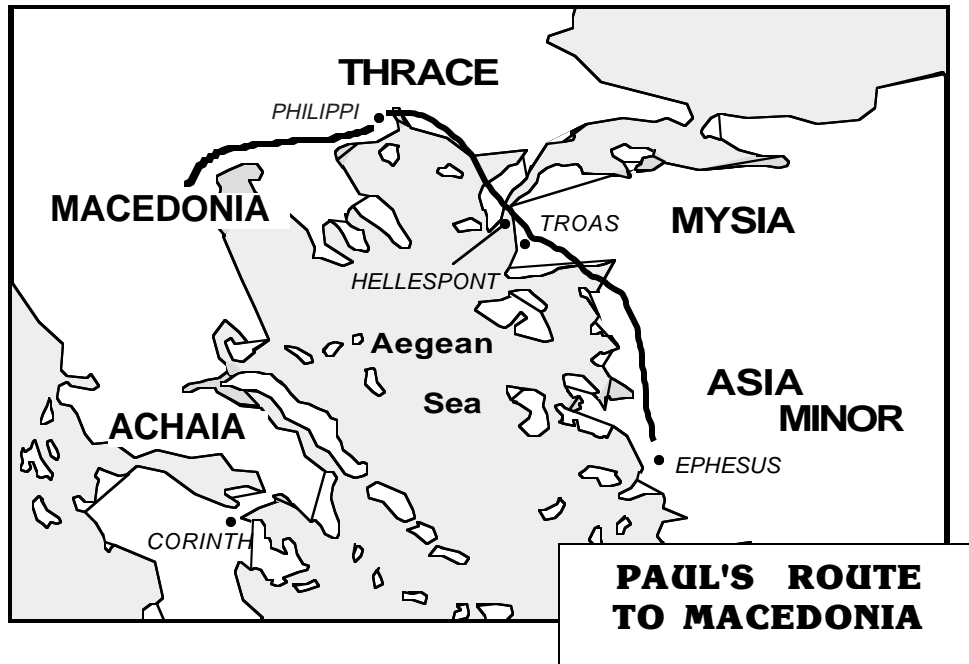 THRACE
PHILIPPI
MACEDONIA
TROAS
MYSIA
HELLESPONT
Aegean
Sea
ASIA
MINOR
ACHAIA
EPHESUS
CORINTH
PAUL'S ROUTE
TO MACEDONIA